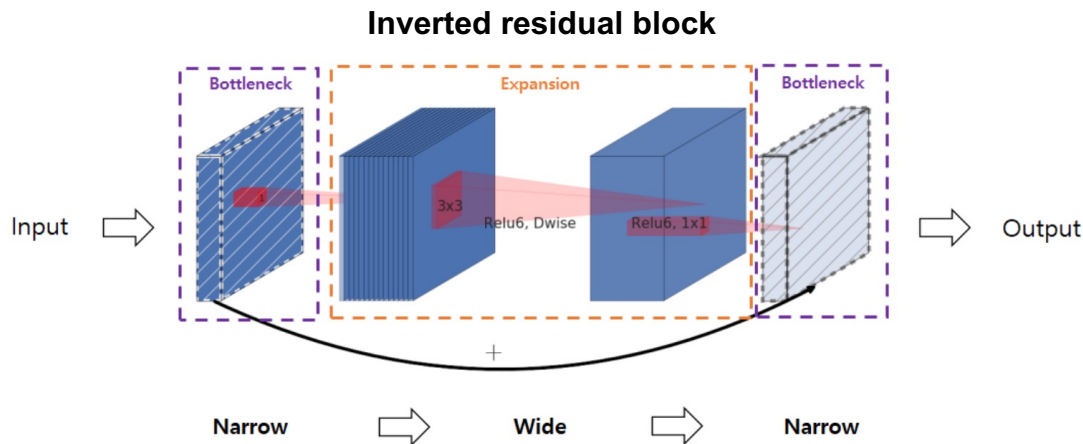 Inverted residual block
Bottleneck
Expansion
Bottleneck
3x3
Relu6, Dwise
Relu6, 1x1
Input
Output
+
Narrow
Wide
Narrow